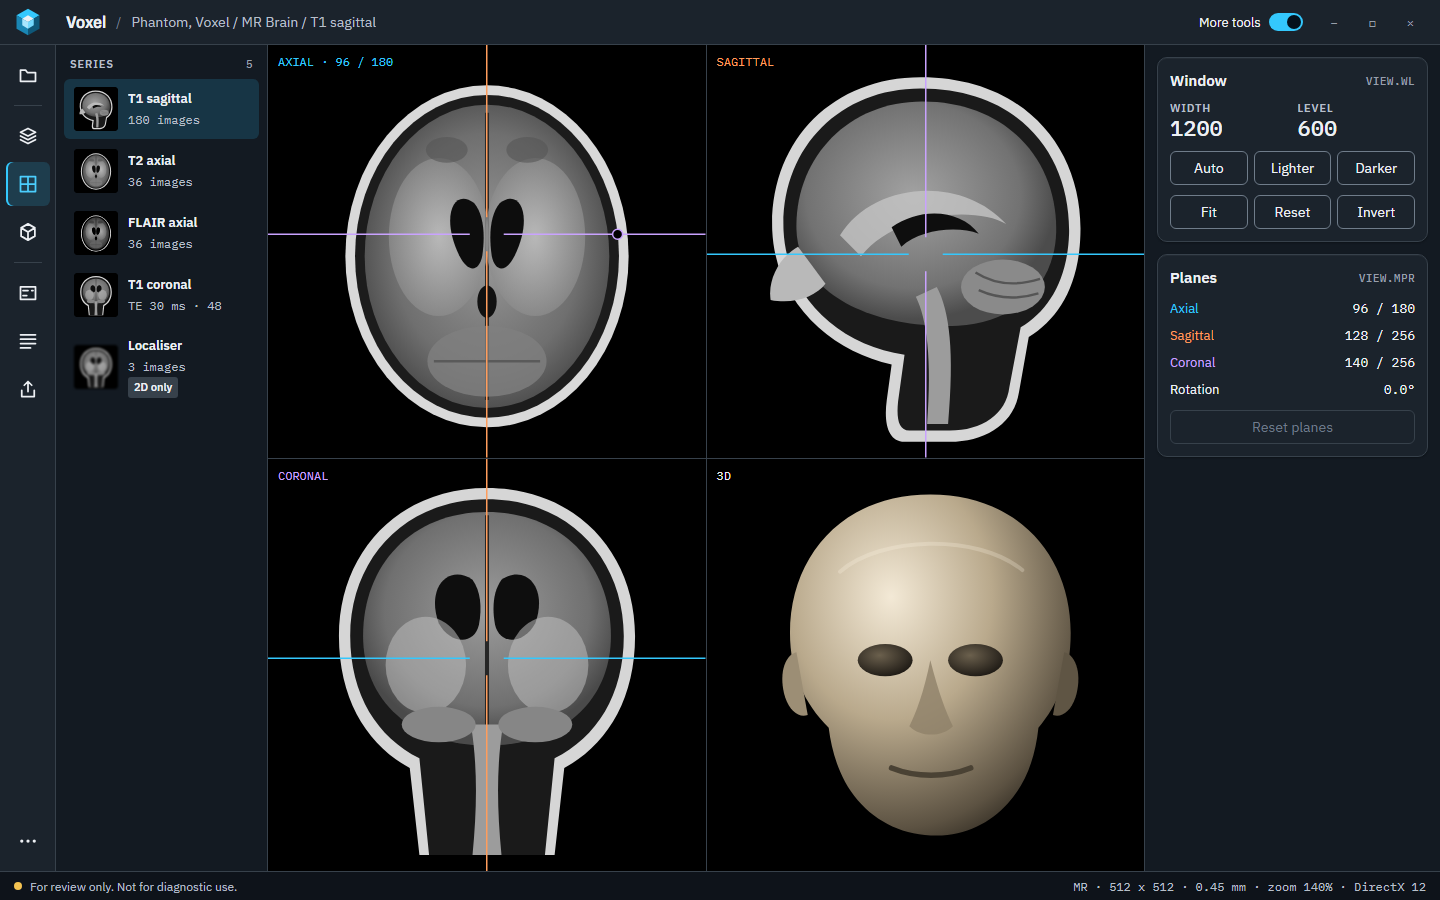 Voxel / Phantom, Voxel / MR Brain / T1 sagittal
More tools
SERIES 5
T1 sagittal
180 images
T2 axial
36 images
FLAIR axial
36 images
T1 coronal
TE 30 ms · 48
Localiser
3 images
2D only
AXIAL · 96 / 180
SAGITTAL
CORONAL
3D
Window VIEW.WL
WIDTH LEVEL
1200 600
Auto Lighter Darker
Fit Reset Invert
Planes VIEW.MPR
Axial 96 / 180
Sagittal 128 / 256
Coronal 140 / 256
Rotation 0.0°
Reset planes
For review only. Not for diagnostic use.
MR · 512 x 512 · 0.45 mm · zoom 140% · DirectX 12